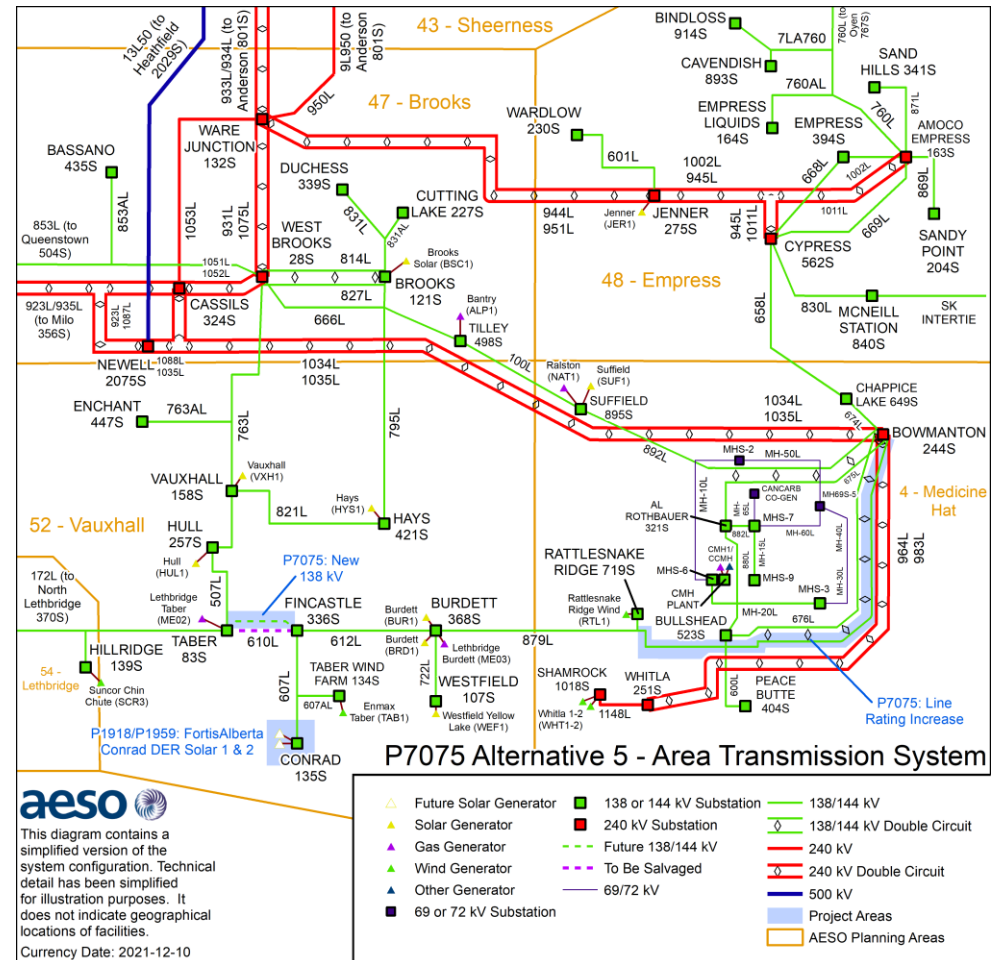 43 - Sheerness
BINDLOSS
914S
7LA760
760L (to
Oyen
767S)
CAVENDISH
893S
SAND
HILLS 341S
13L50 (to
Heathfield
2029S)
933L/934L (to
Anderson 801S)
9L950 (to
Anderson
801S)
950L
47 - Brooks
760AL
760L
871L
WARDLOW
230S
EMPRESS
LIQUIDS
164S
EMPRESS
394S
AMOCO
EMPRESS
163S
WARE
JUNCTION
132S
BASSANO
435S
DUCHESS
339S
601L
1002L
945L
668L
1002L
1011L
869L
853AL
1053L
931L
1075L
831L
CUTTING
LAKE 227S
831AL
944L
951L
Jenner
(JER1)
JENNER
275S
945L
1011L
669L
CYPRESS
562S
SANDY
POINT
204S
853L (to
Queenstown
504S)
WEST
BROOKS
28S
814L
Brooks
Solar (BSC1)
48 - Empress
1051L
1052L
827L
BROOKS
121S
923L/935L
(to Milo
356S)
923L
1087L
CASSILS
324S
666L
Bantry
(ALP1)
TILLEY
498S
658L
830L
MCNEILL
STATION
840S
SK
INTERTIE
NEWELL
2075S
1088L
1035L
1034L
1035L
100L
Ralston
(NAT1)
Suffield
(SUF1)
SUFFIELD
895S
CHAPPICE
LAKE 649S
ENCHANT
447S
763AL
763L
795L
1034L
1035L
674L
BOWMANTON
244S
892L
MHS-2
MH-50L
675L
Vauxhall
(VXH1)
VAUXHALL
158S
MH-10L
CANCARB
CO-GEN
MH69S-5
4 - Medicine
Hat
52 - Vauxhall
821L
Hays
(HYS1)
HAYS
421S
AL
ROTHBAUER
321S
MH-
65L
MHS-7
882L
MH-60L
MH-40L
964L
983L
HULL
257S
Hull
(HUL1)
P7075: New
138 kV
RATTLESNAKE
RIDGE 719S
CMH1/
CCMH
880L
MH-15L
MHS-6
MHS-9
MH-30L
172L (to
North
Lethbridge
370S)
507L
Lethbridge
Taber
(ME02)
FINCASTLE
336S
Burdett
(BUR1)
BURDETT
368S
Rattlesnake
Ridge Wind
(RTL1)
CMH
PLANT
MHS-3
MH-20L
TABER
83S
610L
612L
Burdett
(BRD1)
Lethbridge
Burdett (ME03)
879L
BULLSHEAD
523S
676L
HILLRIDGE
139S
54 -
Lethbridge
Suncor Chin
Chute (SCR3)
607L
TABER WIND
FARM 134S
607AL
Enmax
Taber (TAB1)
722L
WESTFIELD
107S
Westfield Yellow
Lake (WEF1)
SHAMROCK
1018S
WHITLA
251S
Whitla 1-2
(WHT1-2)
1148L
600L
PEACE
BUTTE
404S
P7075: Line
Rating Increase
P1918/P1959: FortisAlberta
Conrad DER Solar 1 & 2
CONRAD
135S
P7075 Alternative 5 - Area Transmission System
aeso
This diagram contains a
simplified version of the
system configuration. Technical
detail has been simplified
for illustration purposes. It
does not indicate geographical
locations of facilities.
Currency Date: 2021-12-10
Future Solar Generator
Solar Generator
Gas Generator
Wind Generator
Other Generator
69 or 72 kV Substation
138 or 144 kV Substation
240 kV Substation
Future 138/144 kV
To Be Salvaged
69/72 kV
138/144 kV
138/144 kV Double Circuit
240 kV
240 kV Double Circuit
500 kV
Project Areas
AESO Planning Areas